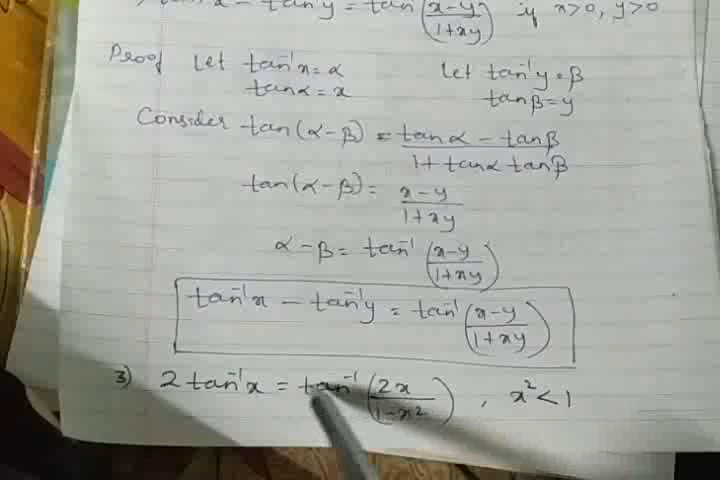 tan⁻¹x - tan⁻¹y = tan⁻¹(x-y/1+xy) if x>0, y>0
Proof Let tan⁻¹x = α Let tan⁻¹y = β
tanα = x tanβ = y
Consider tan(α-β) = tanα - tanβ / 1 + tanα tanβ
tan(α-β) = x-y / 1+xy
α-β = tan⁻¹(x-y/1+xy)
tan⁻¹x - tan⁻¹y = tan⁻¹(x-y/1+xy)
3) 2tan⁻¹x = tan⁻¹(2x/1-x²), x²<1